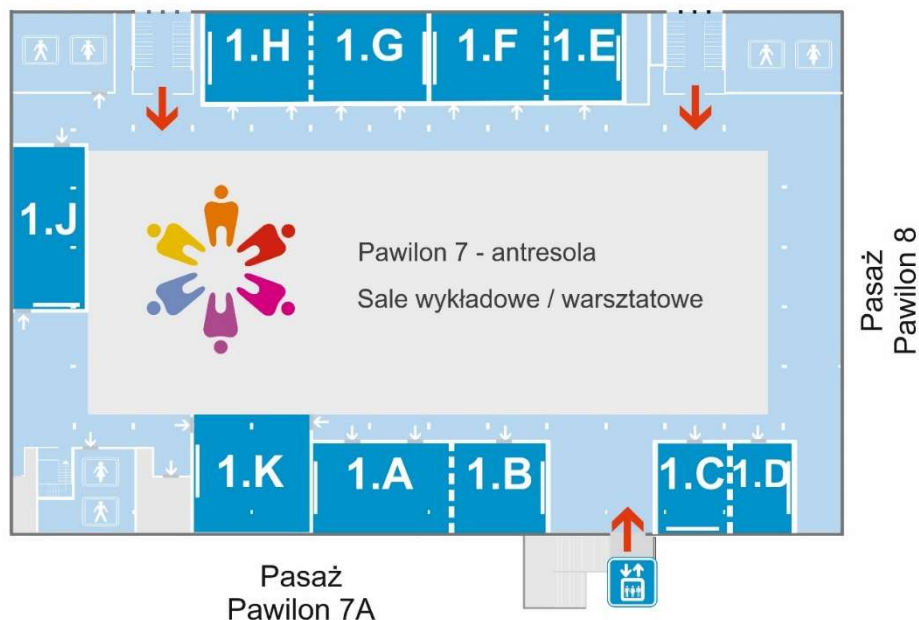 1.H
1.G
1.F
1.E
1.J
Pawilon 7 - antresola
Sale wykładowe / warsztatowe
Pasaż
Pawilon 8
1.K
1.A
1.B
1.C
1.D
Pasaż
Pawilon 7A